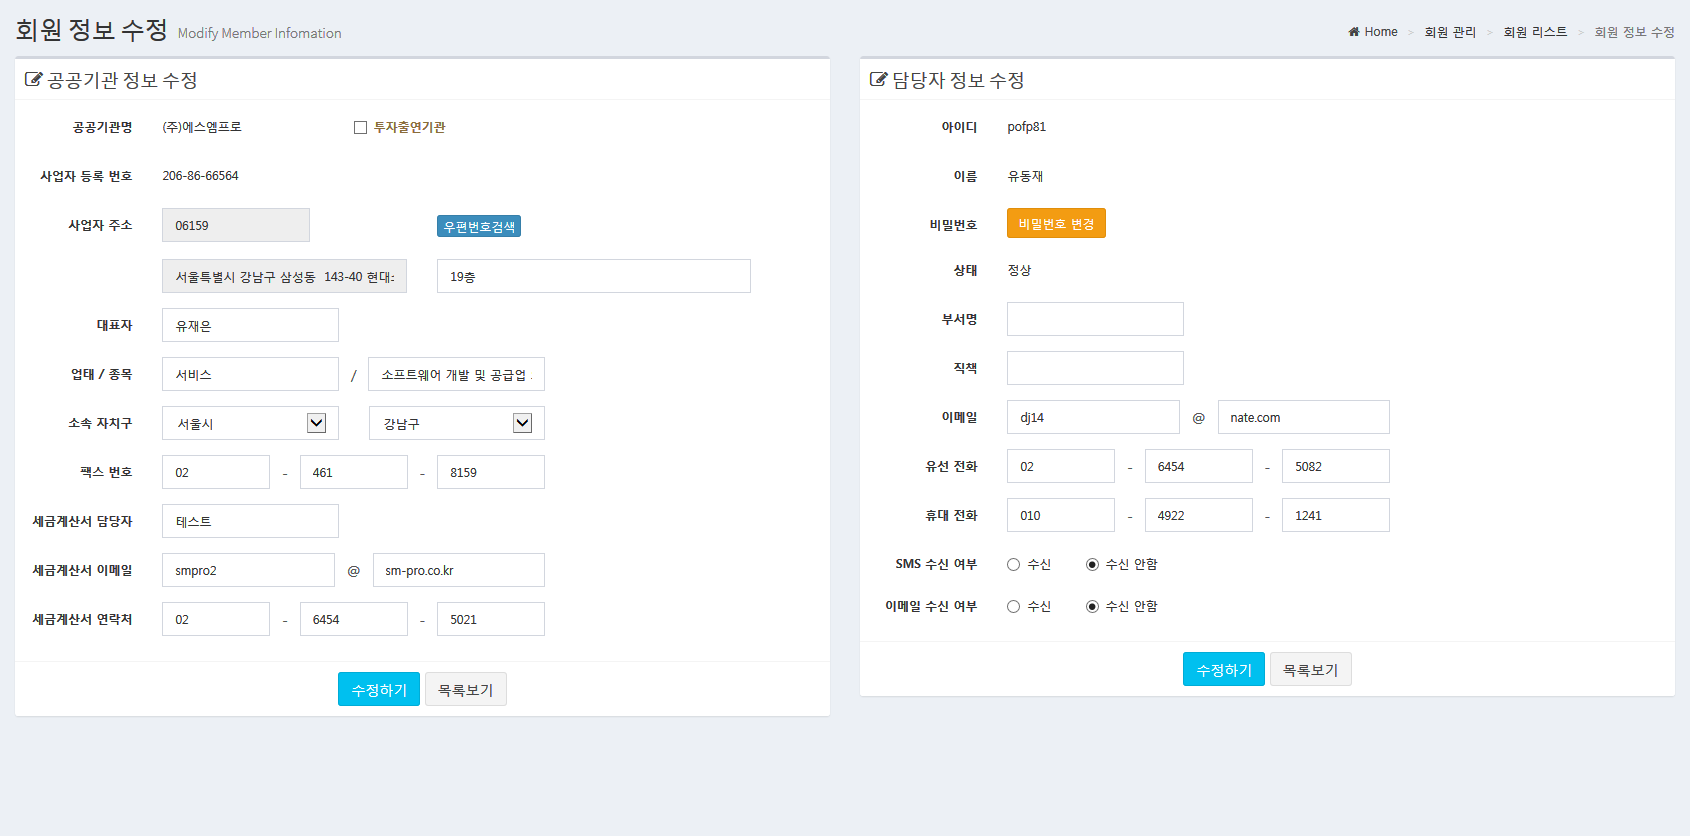 회원 정보 수정 Modify Member Infomation
Home > 회원 관리 > 회원 리스트 > 회원 정보 수정
공공기관 정보 수정
공공기관명 (주)에스엠프로 투자출연기관
사업자 등록 번호 206-86-66564
사업자 주소 06159 우편번호검색
서울특별시 강남구 삼성동 143-40 현대 19층
대표자 유재은
업태 / 종목 서비스 / 소프트웨어 개발 및 공급업 .
소속 자치구 서울시 강남구
팩스 번호 02 - 461 - 8159
세금계산서 담당자 테스트
세금계산서 이메일 smpro2 @ sm-pro.co.kr
세금계산서 연락처 02 - 6454 - 5021
수정하기 목록보기
담당자 정보 수정
아이디 pofp81
이름 유동재
비밀번호 비밀번호 변경
상태 정상
부서명
직책
이메일 dj14 @ nate.com
유선 전화 02 - 6454 - 5082
휴대 전화 010 - 4922 - 1241
SMS 수신 여부 수신 수신 안함
이메일 수신 여부 수신 수신 안함
수정하기 목록보기